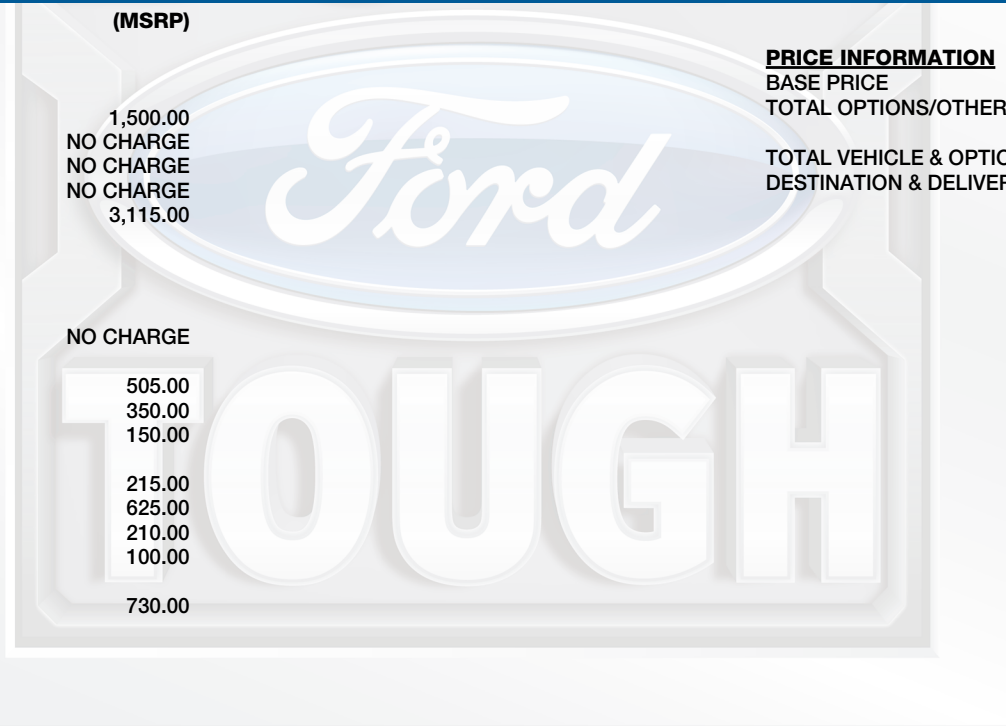 (MSRP)
1,500.00
NO CHARGE
NO CHARGE
NO CHARGE
3,115.00
NO CHARGE
505.00
350.00
150.00
215.00
625.00
210.00
100.00
730.00
PRICE INFORMATION
BASE PRICE
TOTAL OPTIONS/OTHER
TOTAL VEHICLE & OPTIO
DESTINATION & DELIVER
Ford
TOUGH